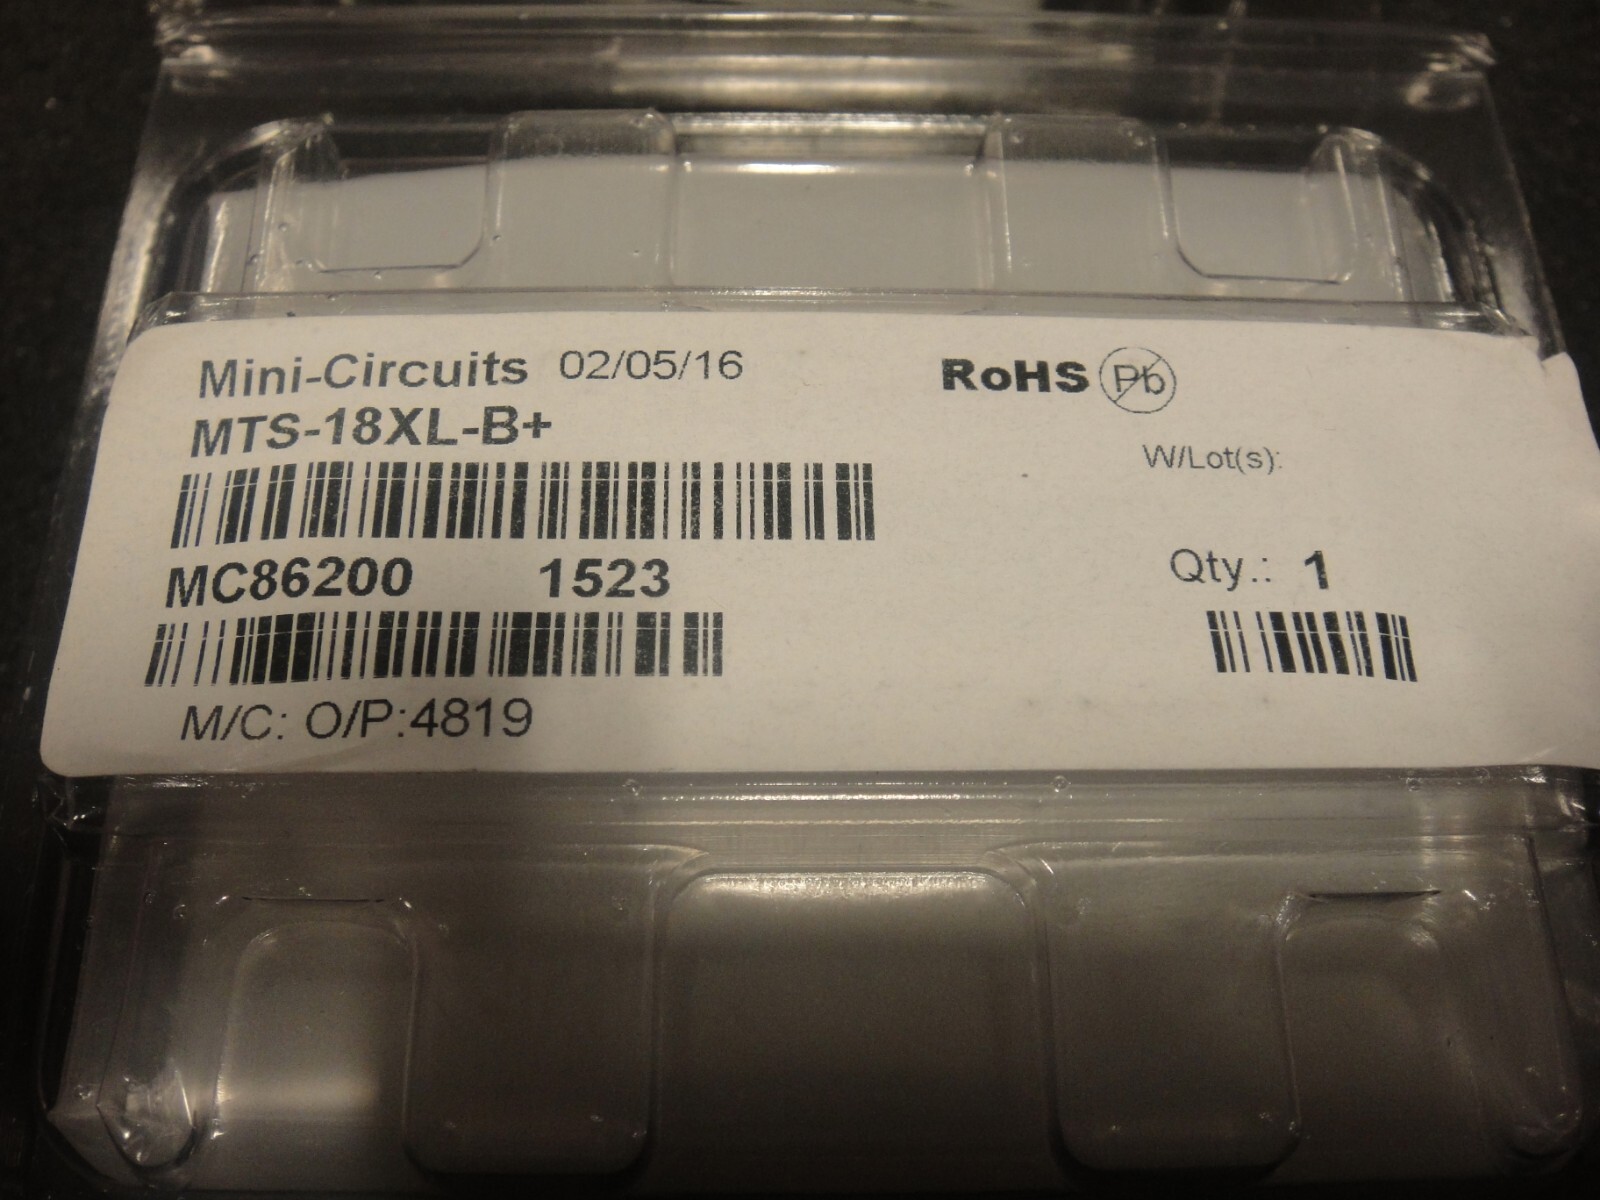 Mini-Circuits 02/05/16 RoHS Pb
MTS-18XL-B+
W/Lot(s):
MC86200 1523 Qty.: 1
M/C: O/P:4819